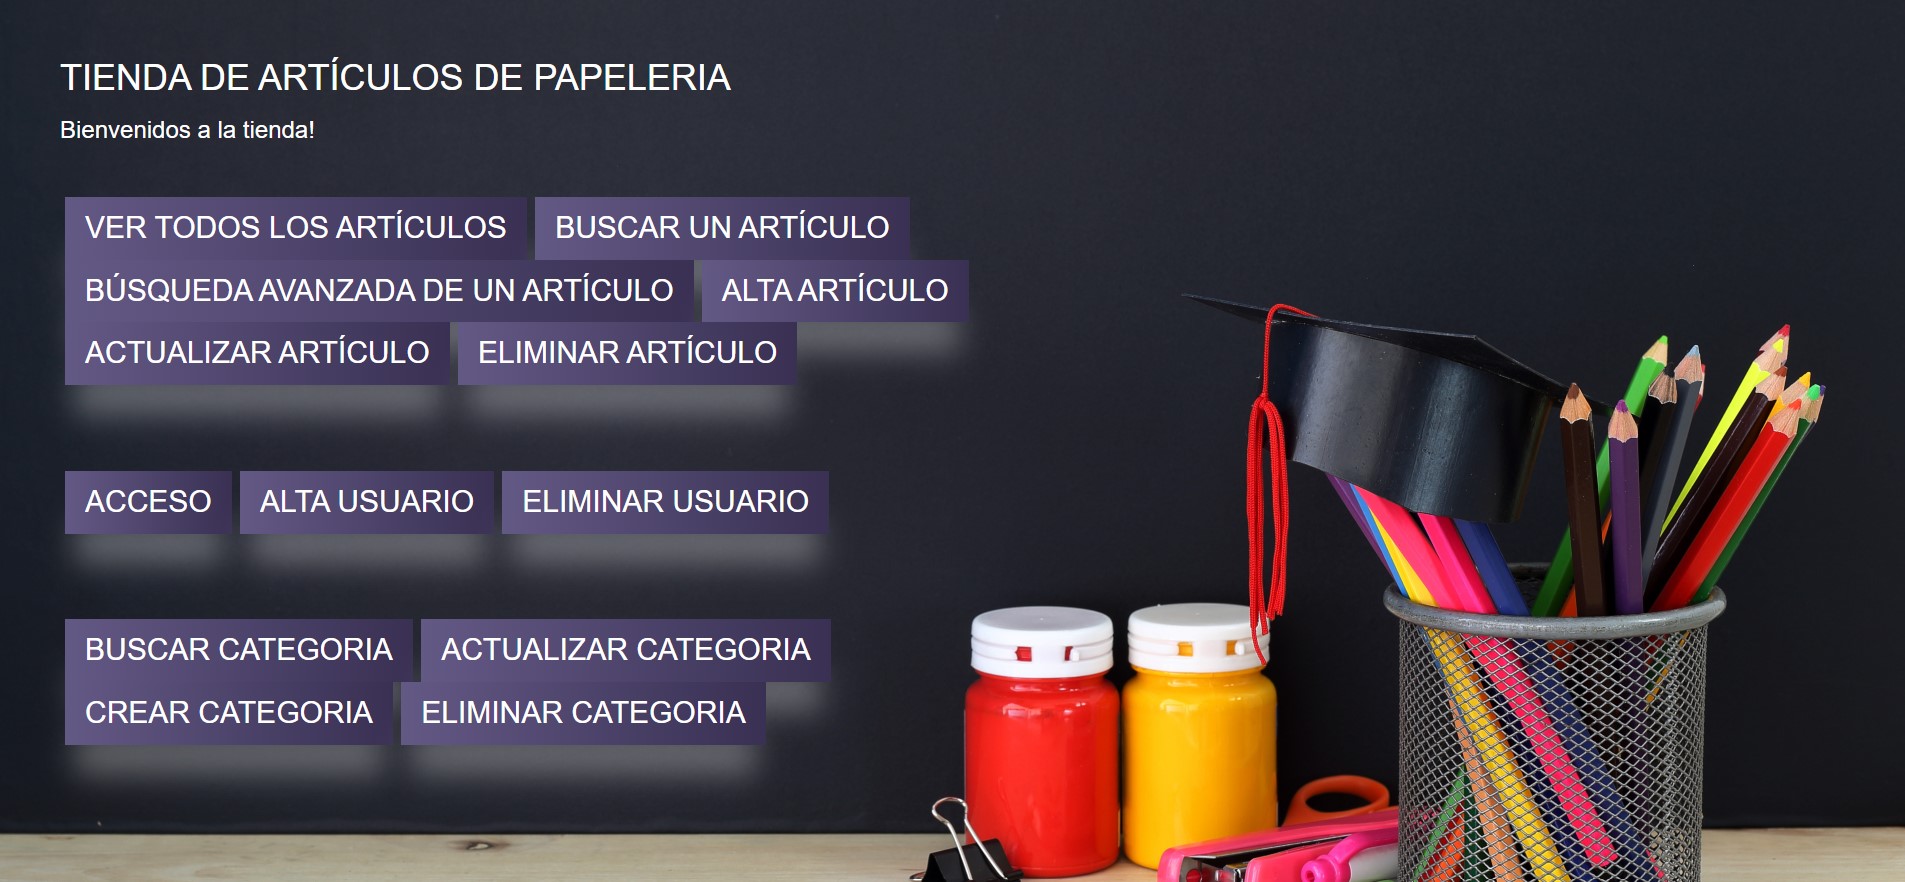 TIENDA DE ARTÍCULOS DE PAPELERIA
Bienvenidos a la tienda!
VER TODOS LOS ARTÍCULOS BUSCAR UN ARTÍCULO
BÚSQUEDA AVANZADA DE UN ARTÍCULO ALTA ARTÍCULO
ACTUALIZAR ARTÍCULO ELIMINAR ARTÍCULO
ACCESO ALTA USUARIO ELIMINAR USUARIO
BUSCAR CATEGORIA ACTUALIZAR CATEGORIA
CREAR CATEGORIA ELIMINAR CATEGORIA